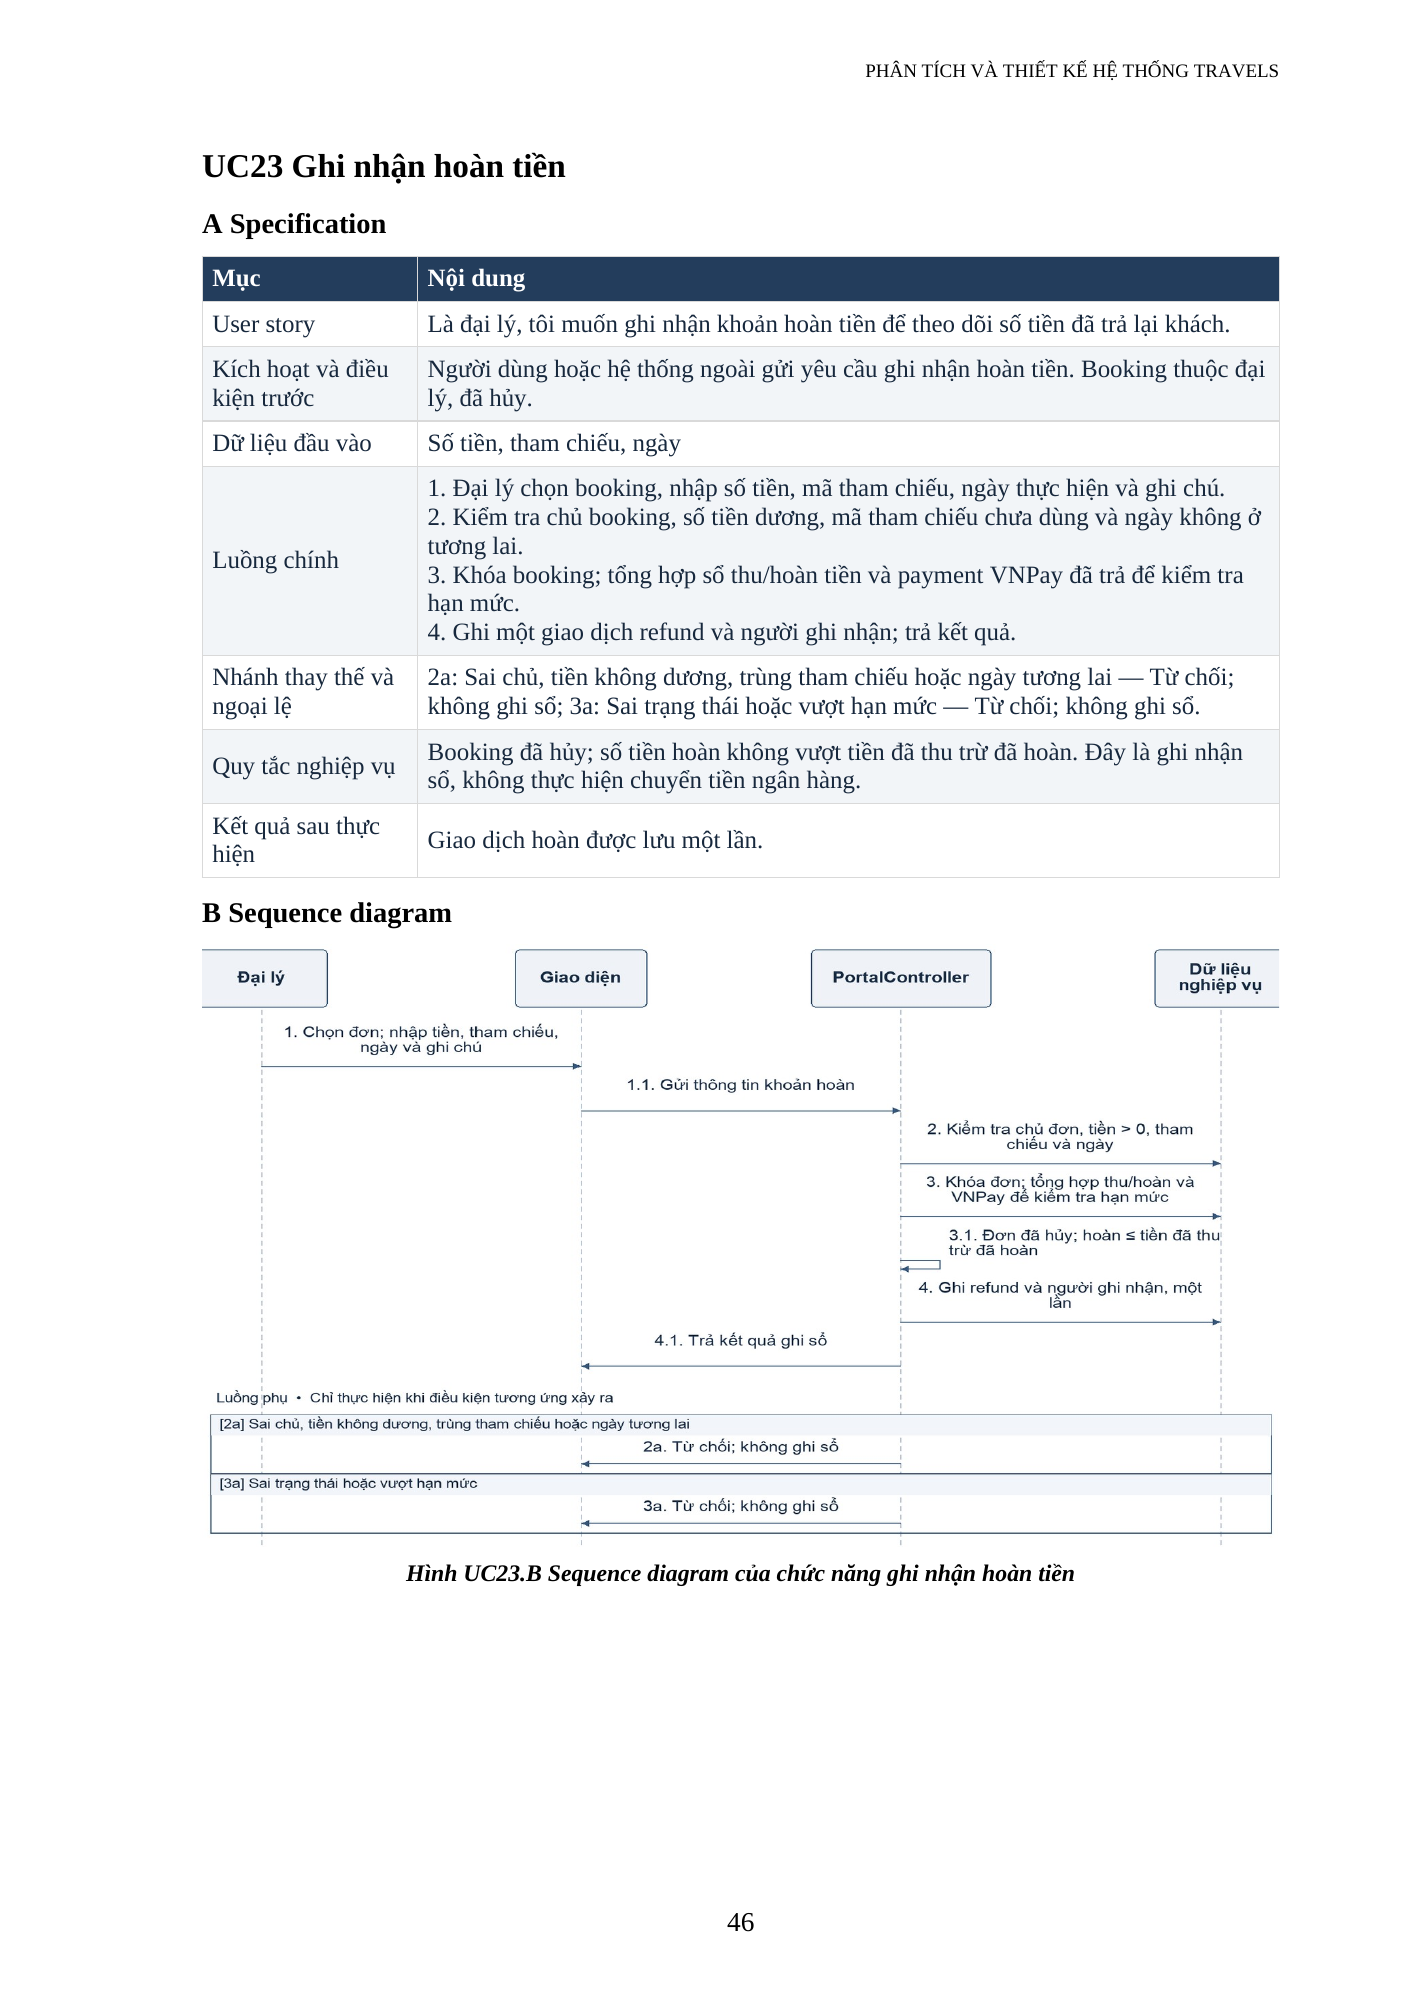 PHÂN TÍCH VÀ THIẾT KẾ HỆ THỐNG TRAVELS
UC23 Ghi nhận hoàn tiền
A Specification
Mục
Nội dung
User story
Là đại lý, tôi muốn ghi nhận khoản hoàn tiền để theo dõi số tiền đã trả lại khách.
Kích hoạt và điều
kiện trước
Người dùng hoặc hệ thống ngoài gửi yêu cầu ghi nhận hoàn tiền. Booking thuộc đại
lý, đã hủy.
Dữ liệu đầu vào
Số tiền, tham chiếu, ngày
Luồng chính
1. Đại lý chọn booking, nhập số tiền, mã tham chiếu, ngày thực hiện và ghi chú.
2. Kiểm tra chủ booking, số tiền dương, mã tham chiếu chưa dùng và ngày không ở
tương lai.
3. Khóa booking; tổng hợp sổ thu/hoàn tiền và payment VNPay đã trả để kiểm tra
hạn mức.
4. Ghi một giao dịch refund và người ghi nhận; trả kết quả.
Nhánh thay thế và
ngoại lệ
2a: Sai chủ, tiền không dương, trùng tham chiếu hoặc ngày tương lai — Từ chối;
không ghi sổ; 3a: Sai trạng thái hoặc vượt hạn mức — Từ chối; không ghi sổ.
Quy tắc nghiệp vụ
Booking đã hủy; số tiền hoàn không vượt tiền đã thu trừ đã hoàn. Đây là ghi nhận
sổ, không thực hiện chuyển tiền ngân hàng.
Kết quả sau thực
hiện
Giao dịch hoàn được lưu một lần.
B Sequence diagram
Đại lý
Giao diện
PortalController
Dữ liệu
nghiệp vụ
1. Chọn đơn; nhập tiền, tham chiếu,
ngày và ghi chú
1.1. Gửi thông tin khoản hoàn
2. Kiểm tra chủ đơn, tiền > 0, tham
chiếu và ngày
3. Khóa đơn; tổng hợp thu/hoàn và
VNPay để kiểm tra hạn mức
3.1. Đơn đã hủy; hoàn ≤ tiền đã thu
trừ đã hoàn
4. Ghi refund và người ghi nhận, một
lần
4.1. Trả kết quả ghi sổ
Luồng phụ • Chỉ thực hiện khi điều kiện tương ứng xảy ra
[2a] Sai chủ, tiền không dương, trùng tham chiếu hoặc ngày tương lai
2a. Từ chối; không ghi sổ
[3a] Sai trạng thái hoặc vượt hạn mức
3a. Từ chối; không ghi sổ
Hình UC23.B Sequence diagram của chức năng ghi nhận hoàn tiền
46